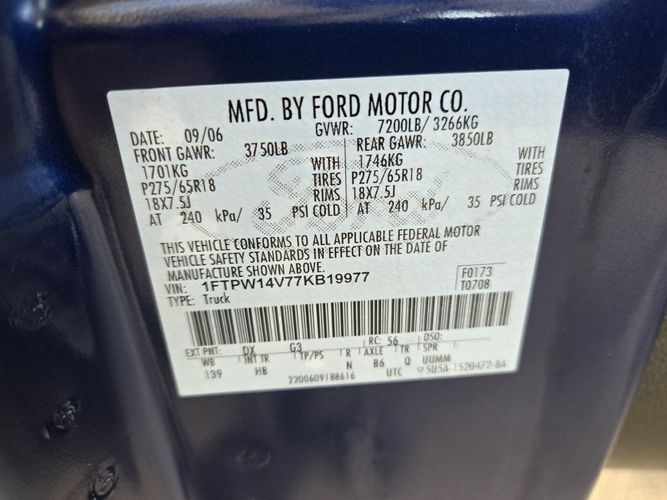 MFD. BY FORD MOTOR CO.
DATE: 09/06 GVWR: 7200LB/ 3266KG
FRONT GAWR: 3750LB REAR GAWR: 3850LB
1701KG WITH 1746KG WITH
P275/65R18 TIRES P275/65R18 TIRES
18X7.5J RIMS 18X7.5J RIMS
AT 240 kPa/ 35 PSI COLD AT 240 kPa/ 35 PSI COLD
THIS VEHICLE CONFORMS TO ALL APPLICABLE FEDERAL MOTOR
VEHICLE SAFETY STANDARDS IN EFFECT ON THE DATE OF
MANUFACTURE SHOWN ABOVE.
VIN: 1FTPW14V77KB19977 F0173
TYPE: Truck T0708
EXT PNT: DX G3 RC: 56 DSO:
WB INT TR TP/PS R AXLE TR SPR
139 HB N B6 Q UUMM
2200609188616 UTC